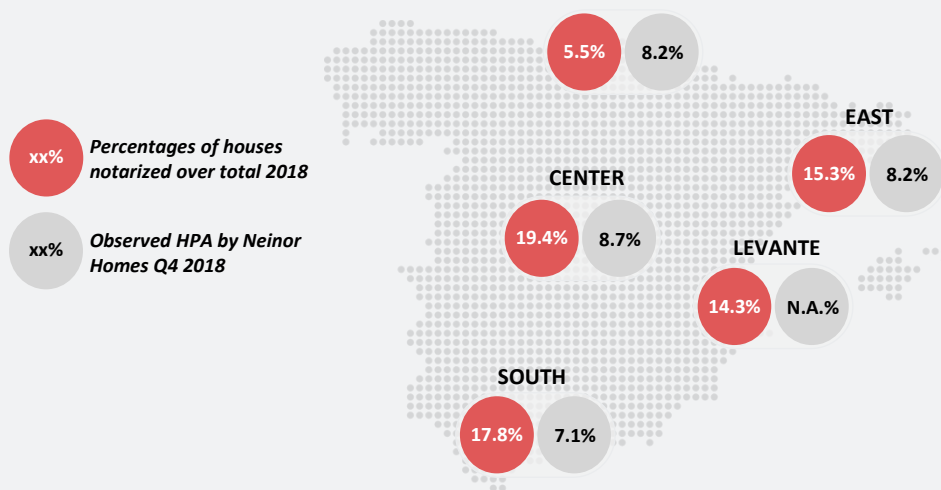 5.5% 8.2%
EAST
xx% Percentages of houses
notarized over total 2018
15.3% 8.2%
CENTER
19.4% 8.7%
xx% Observed HPA by Neinor
Homes Q4 2018
LEVANTE
14.3% N.A.%
SOUTH
17.8% 7.1%